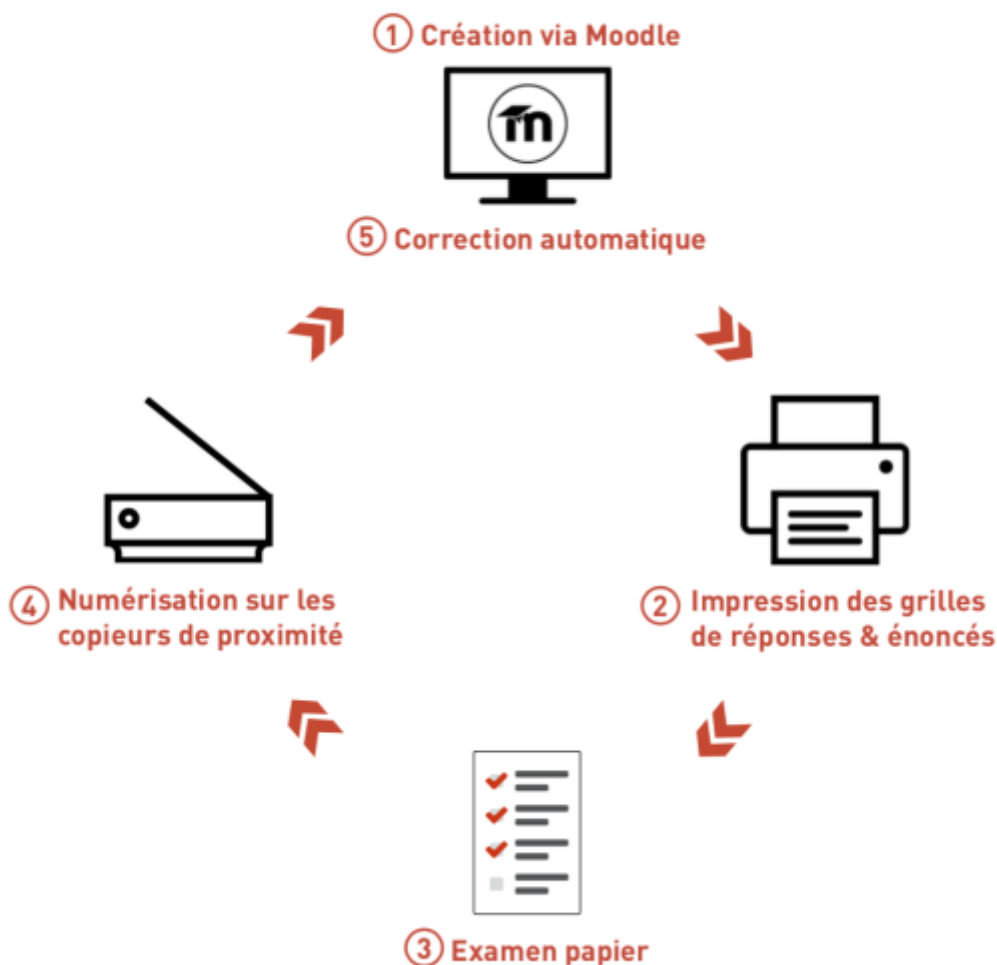 ① Création via Moodle
m
⑤ Correction automatique
④ Numérisation sur les
copieurs de proximité
② Impression des grilles
de réponses & énoncés
③ Examen papier